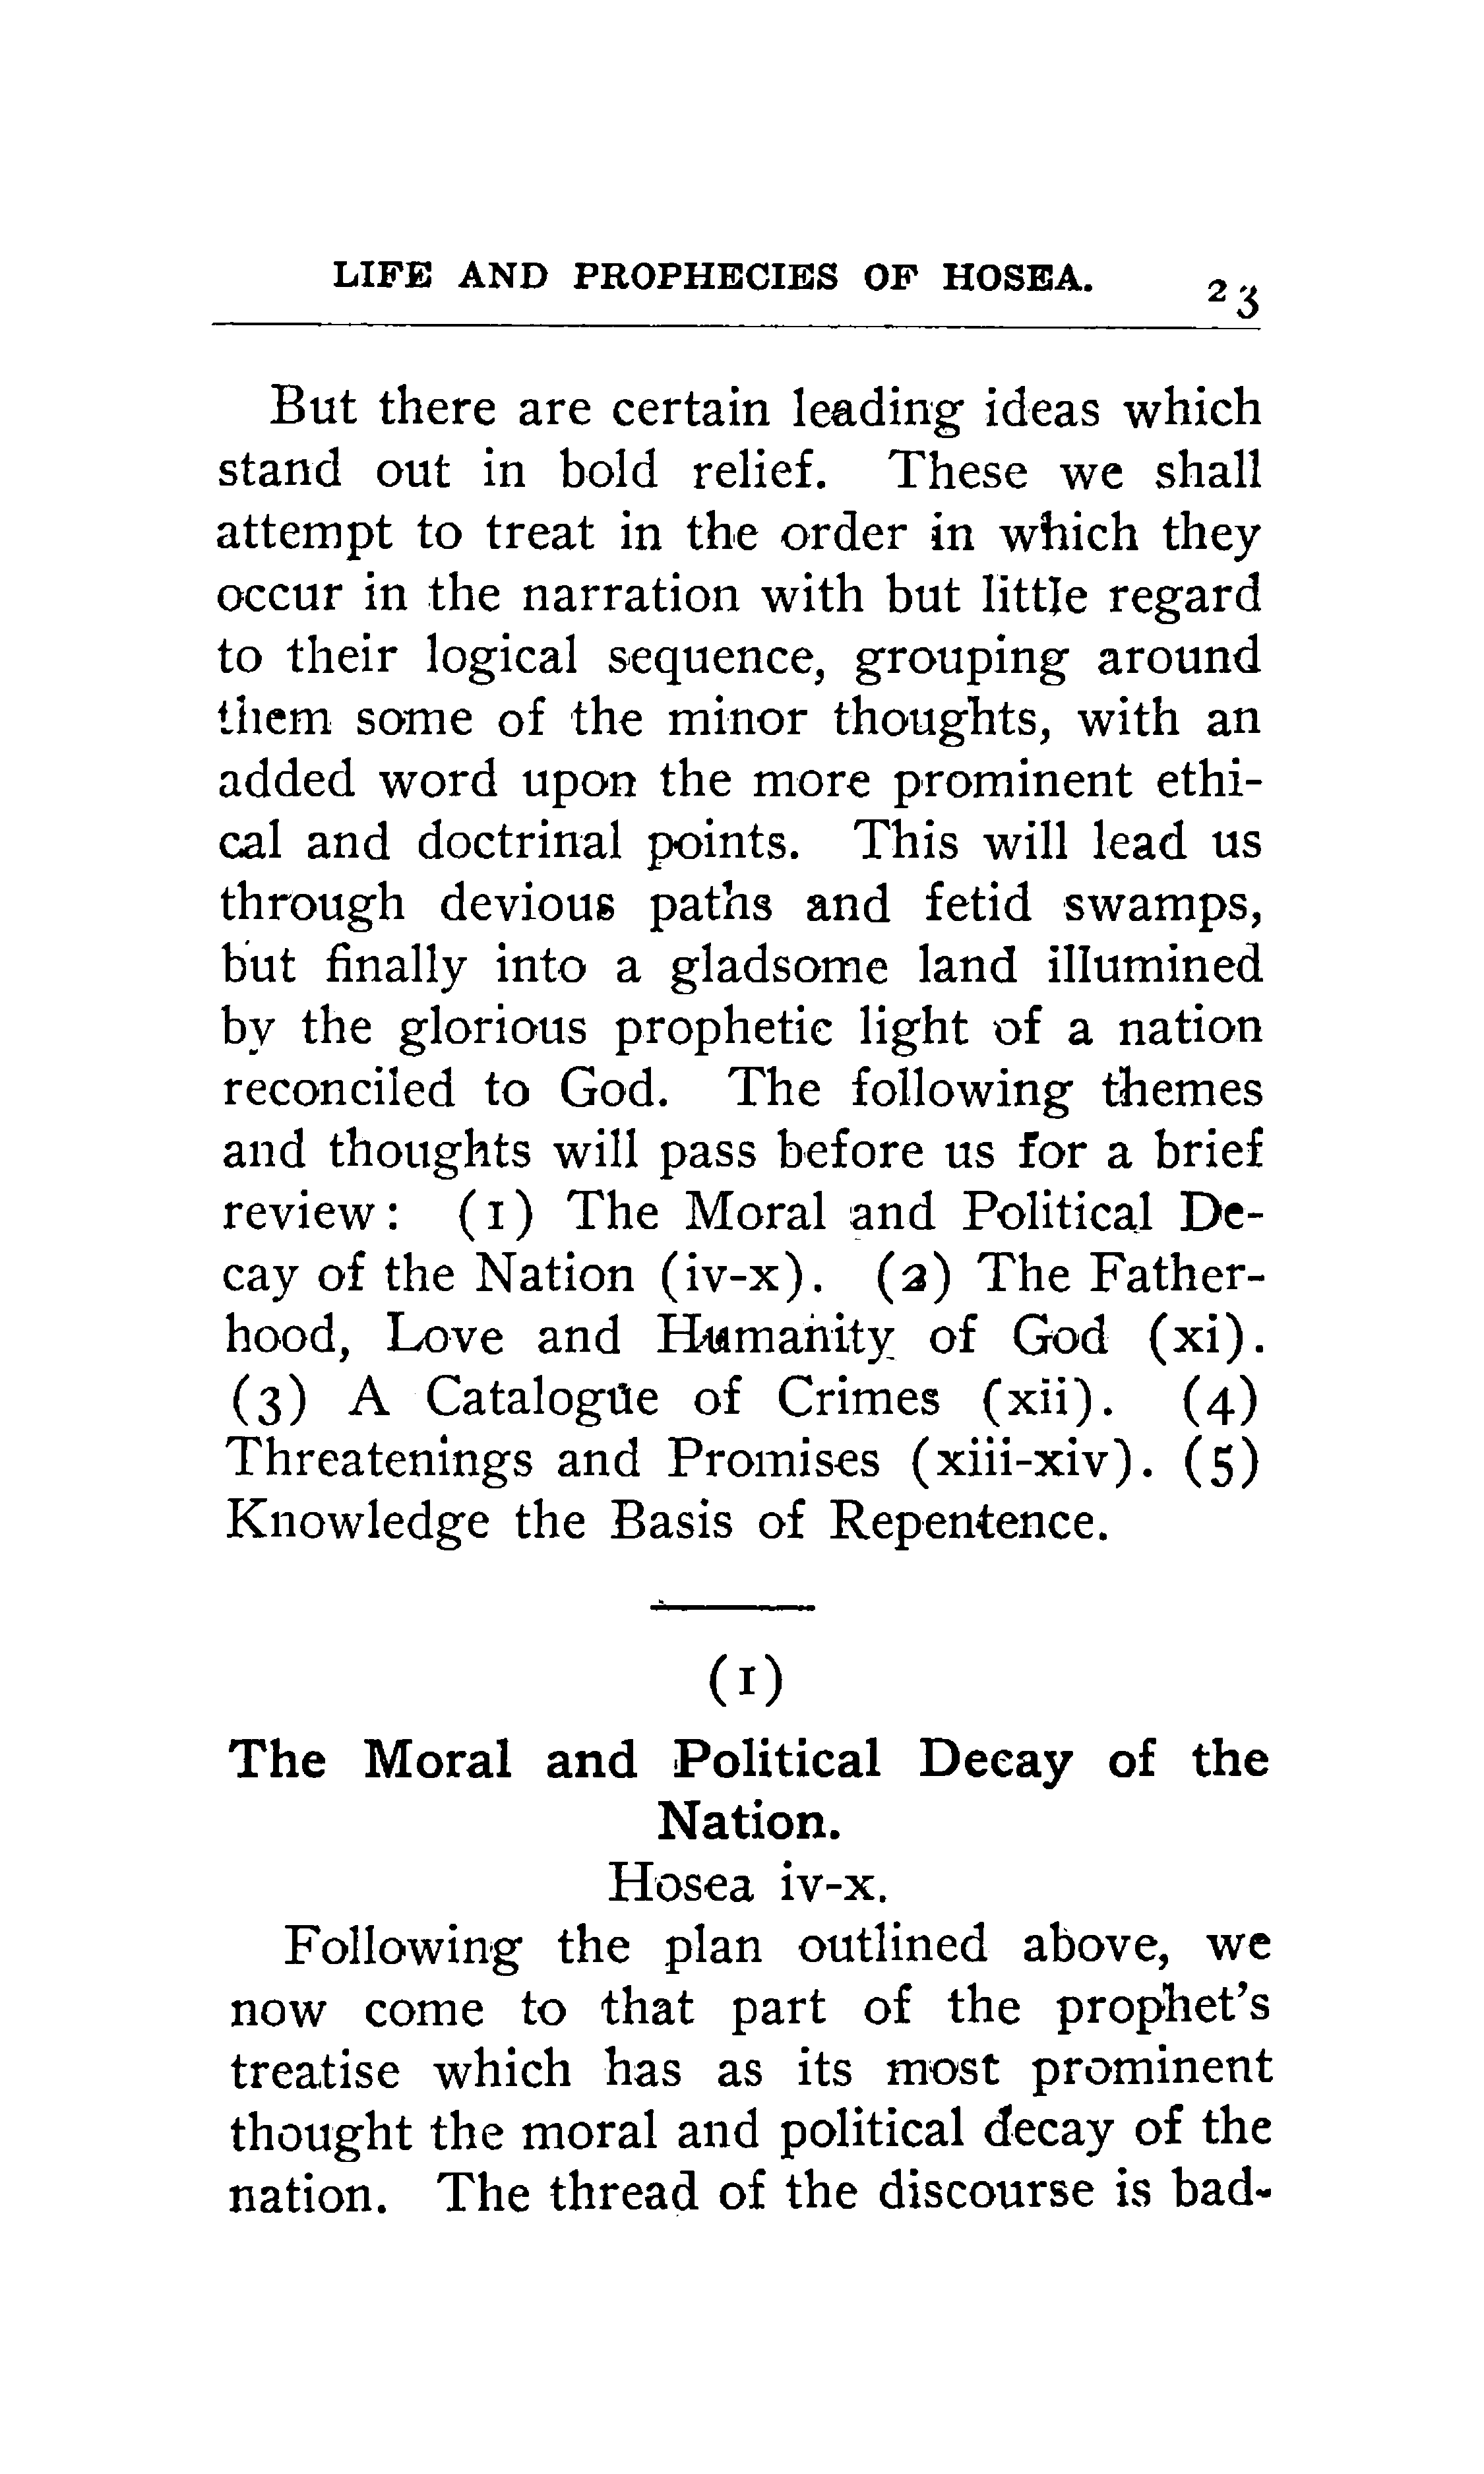 LIFE AND PROPHECIES OF HOSEA. 23
But there are certain leading ideas which
stand out in bold relief. These we shall
attempt to treat in the order in which they
occur in the narration with but little regard
to their logical sequence, grouping around
them some of the minor thoughts, with an
added word upon the more prominent ethi-
cal and doctrinal points. This will lead us
through devious paths and fetid swamps,
but finally into a gladsome land illumined
by the glorious prophetic light of a nation
reconciled to God. The following themes
and thoughts will pass before us for a brief
review: (1) The Moral and Political De-
cay of the Nation (iv-x). (2) The Father-
hood, Love and Humanity of God (xi).
(3) A Catalogue of Crimes (xii). (4)
Threatenings and Promises (xiii-xiv). (5)
Knowledge the Basis of Repentence.
(1)
The Moral and Political Decay of the
Nation.
Hosea iv-x.
Following the plan outlined above, we
now come to that part of the prophet's
treatise which has as its most prominent
thought the moral and political decay of the
nation. The thread of the discourse is bad-